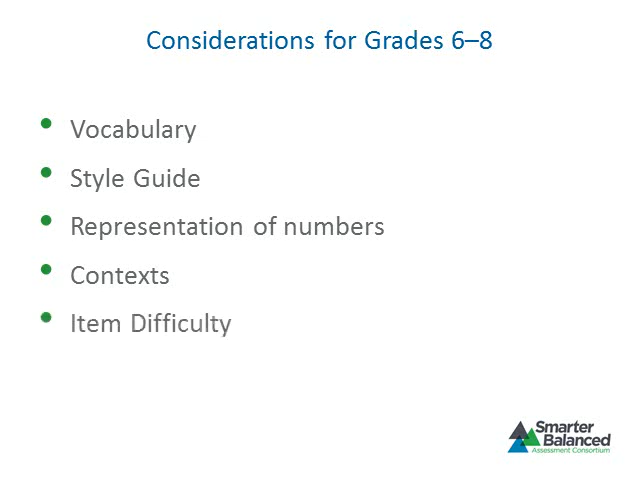 Considerations for Grades 6–8
• Vocabulary
• Style Guide
• Representation of numbers
• Contexts
• Item Difficulty
Smarter
Balanced
Assessment Consortium